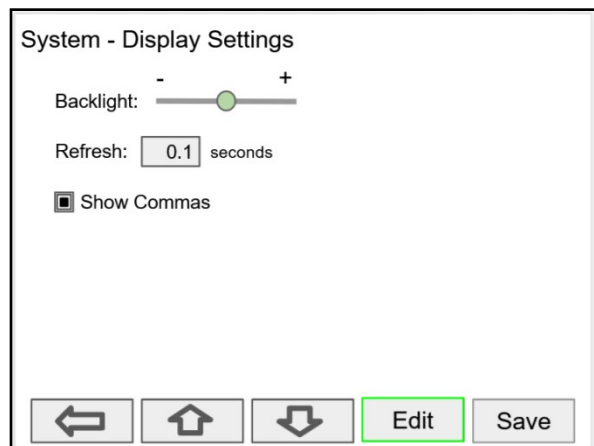 System - Display Settings
- +
Backlight:
Refresh: 0.1 seconds
Show Commas
Edit Save